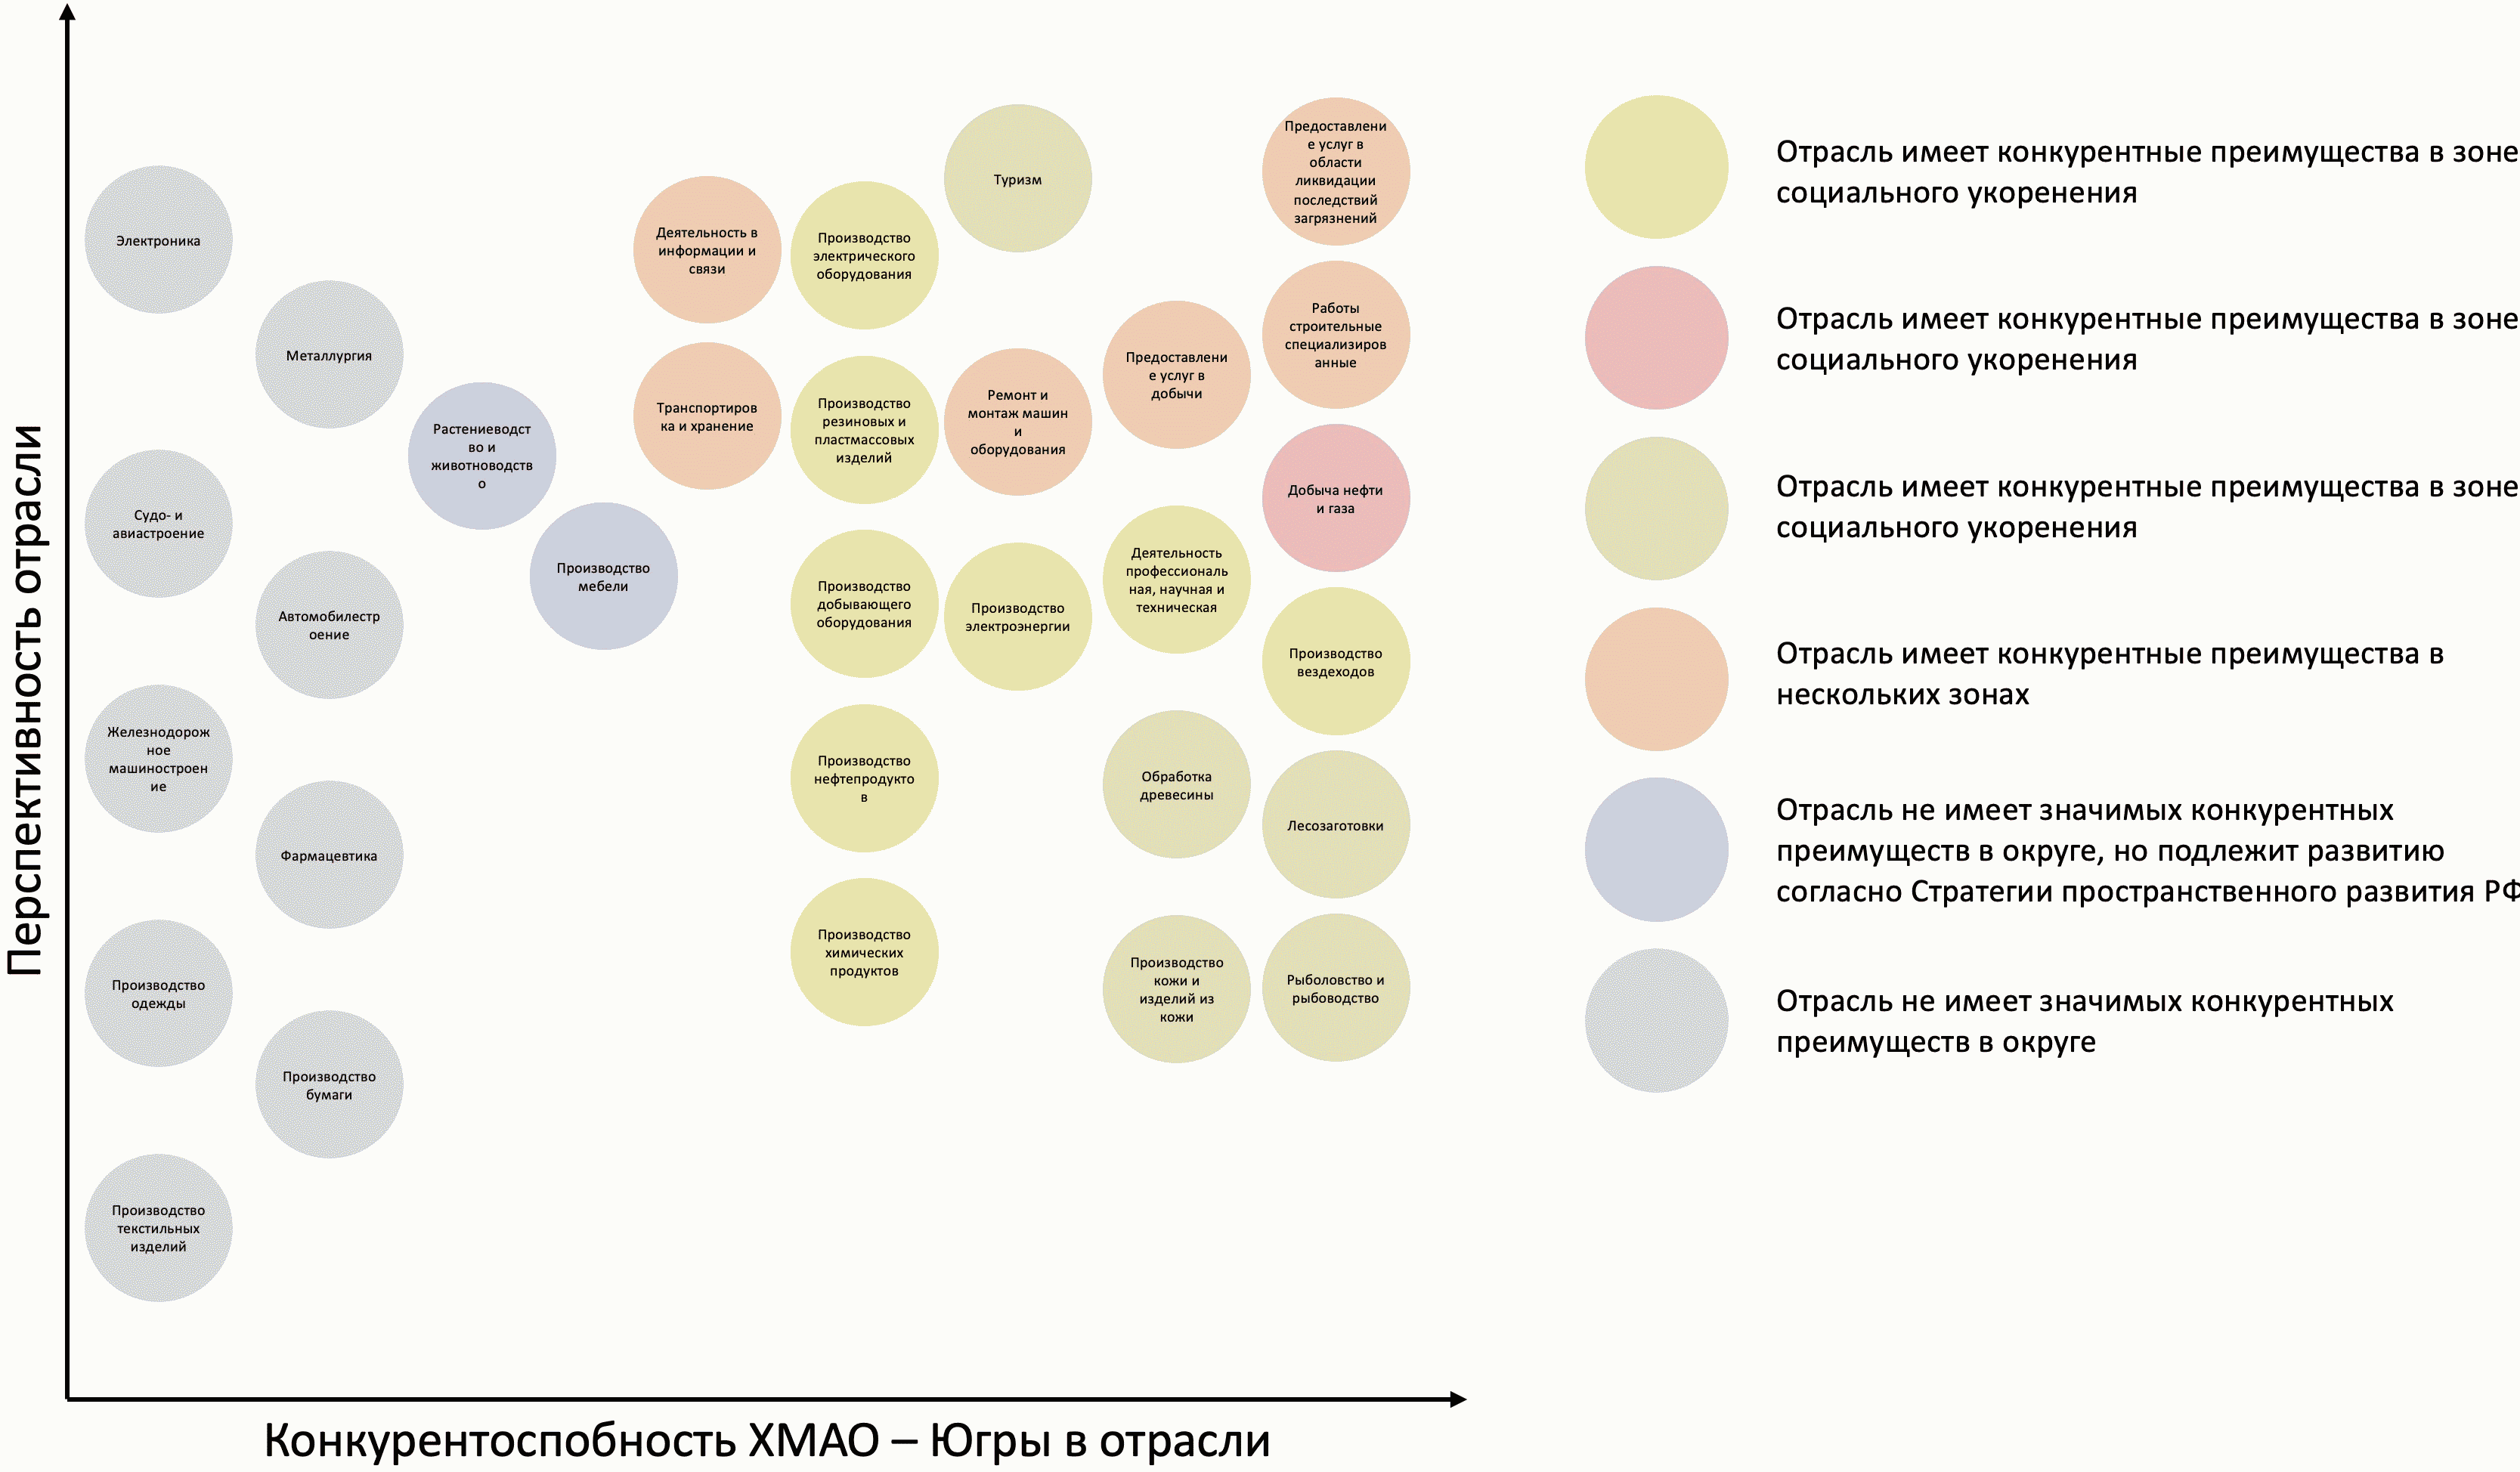 Перспективность отрасли
Электроника
Судо- и
авиастроение
Железнодорож
ное
машиностроен
ие
Производство
одежды
Производство
текстильных
изделий
Металлургия
Автомобилестр
оение
Фармацевтика
Производство
бумаги
Растениеводст
во и
животноводств
о
Производство
мебели
Деятельность в
информации и
связи
Транспортиров
ка и хранение
Производство
электрического
оборудования
Производство
резиновых и
пластмассовых
изделий
Производство
добывающего
оборудования
Производство
нефтепродукто
в
Производство
химических
продуктов
Туризм
Ремонт и
монтаж машин
и
оборудования
Производство
электроэнергии
Предоставлени
е услуг в
добычи
Деятельность
профессиональ
ная, научная и
техническая
Обработка
древесины
Производство
кожи и
изделий из
кожи
Предоставлени
е услуг в
области
ликвидации
последствий
загрязнений
Работы
строительные
специализиров
анные
Добыча нефти
и газа
Производство
вездеходов
Лесозаготовки
Рыболовство и
рыбоводство
Конкурентоспобность ХМАО – Югры в отрасли
Отрасль имеет конкурентные преимущества в зоне
социального укоренения
Отрасль имеет конкурентные преимущества в зоне
социального укоренения
Отрасль имеет конкурентные преимущества в зоне
социального укоренения
Отрасль имеет конкурентные преимущества в
нескольких зонах
Отрасль не имеет значимых конкурентных
преимуществ в округе, но подлежит развитию
согласно Стратегии пространственного развития РФ
Отрасль не имеет значимых конкурентных
преимуществ в округе